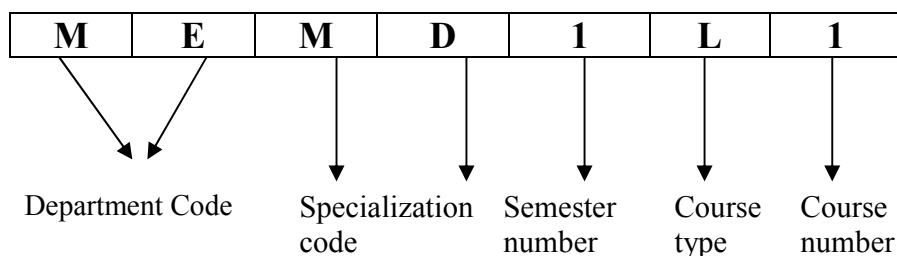 M E M D 1 L 1
Department Code Specialization Semester Course Course
code number type number